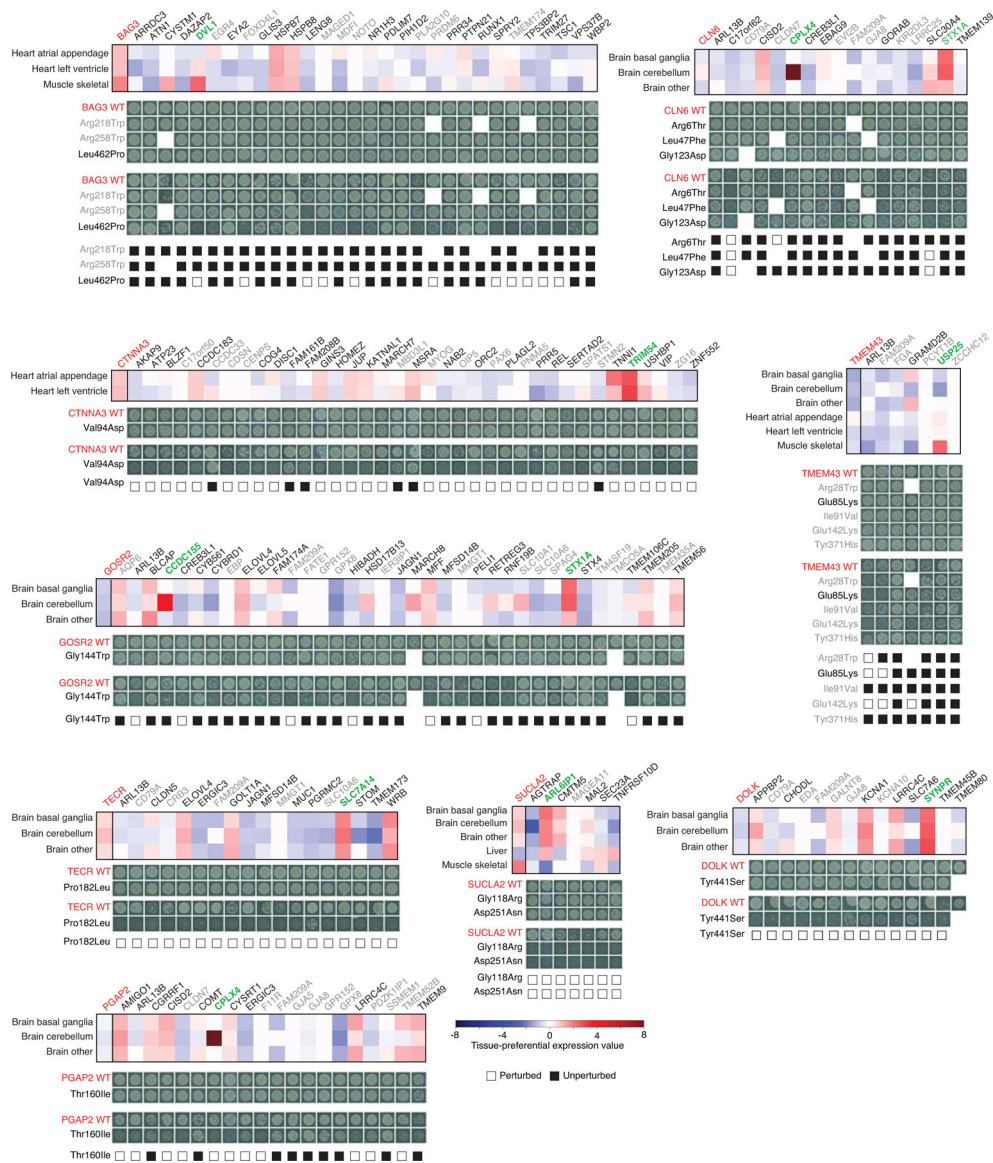 BAG3 ARRDC3 ATN1 CYSTM1 DAZAP2 DVL1 EGR4 EYA2 FOXD4L1 GLIS3 HSPB7 HSPB8 LENG8 MAGED1 MDFI NOTO NR1H3 PDLIM7 PIH1D2 PLA2G10 PRDM6 PRR34 PTPN21 RUNX1 SPRY2 TMEM174 TP53BP2 TRIM27 TSC1 VPS37B WBP2
Heart atrial appendage
Heart left ventricle
Muscle skeletal
BAG3 WT
Arg218Trp
Arg258Trp
Leu462Pro
BAG3 WT
Arg218Trp
Arg258Trp
Leu462Pro
Arg218Trp
Arg258Trp
Leu462Pro
CLN6 ARL13B C17orf62 CD79A CISD2 CLDN7 CPLX4 CREB3L1 EBAG9 EVI2B FAM209A GJA8 GORAB KIR2DL3 LRRC25 SLC30A4 STX1A TMEM139
Brain basal ganglia
Brain cerebellum
Brain other
CLN6 WT
Arg6Thr
Leu47Phe
Gly123Asp
CLN6 WT
Arg6Thr
Leu47Phe
Gly123Asp
Arg6Thr
Leu47Phe
Gly123Asp
CTNNA3 AKAP9 ATP23 BLZF1 C17orf50 CCDC183 CCDC33 CDSN CENPS COG4 DISC1 FAM161B FAM208B GINS3 HOMEZ JUP KATNAL1 MARCH7 MBD3L1 MSRA MYOG NAB2 OIP5 ORC2 PAX6 PLAGL2 PNMA5 PRR5 REL SERTAD2 SPATS1 STMN2 TNNI1 TRIM54 USHBP1 VIP ZG16 ZNF552
Heart atrial appendage
Heart left ventricle
CTNNA3 WT
Val94Asp
CTNNA3 WT
Val94Asp
Val94Asp
TMEM43 ARL13B FAM209A FGA GRAMD2B PCYT1B USP25 ZCCHC12
Brain basal ganglia
Brain cerebellum
Brain other
Heart atrial appendage
Heart left ventricle
Muscle skeletal
TMEM43 WT
Arg28Trp
Glu85Lys
Ile91Val
Glu142Lys
Tyr371His
TMEM43 WT
Arg28Trp
Glu85Lys
Ile91Val
Glu142Lys
Tyr371His
Arg28Trp
Glu85Lys
Ile91Val
Glu142Lys
Tyr371His
GOSR2 AQP6 ARL13B BLCAP CCDC155 CREB3L1 CYB561 CYBRD1 EBP ELOVL4 ELOVL5 FAM174A FAM209A FATE1 GPR152 GPX8 HIBADH HSD17B13 IER3IP1 JAGN1 MARCH8 MFF MFSD14B MMGT1 PELI1 RETREG3 RNF19B SLC10A1 SLC10A6 SPAG4 STX1A STX4 TM4SF19 TMCO5A TMEM106C TMEM205 TMEM35A TMEM56
Brain basal ganglia
Brain cerebellum
Brain other
GOSR2 WT
Gly144Trp
GOSR2 WT
Gly144Trp
Gly144Trp
TECR ARL13B CD79A CLDN5 CRB3 ELOVL4 ERGIC3 FAM209A GOLT1A JAGN1 MFSD14B MMGT1 MUC1 PGRMC2 SLC10A6 SLC7A14 STOM TMEM173 WRB
Brain basal ganglia
Brain cerebellum
Brain other
TECR WT
Pro182Leu
TECR WT
Pro182Leu
Pro182Leu
SUCLA2 AGTRAP ARL6IP1 CMTM5 MAGEA11 MAL2 SEC23A TNFRSF10D
Brain basal ganglia
Brain cerebellum
Brain other
Liver
Muscle skeletal
SUCLA2 WT
Gly118Arg
Asp251Asn
SUCLA2 WT
Gly118Arg
Asp251Asn
Gly118Arg
Asp251Asn
DOLK APPBP2 CD79A CHODL EDA FAM209A GALNT8 GJA8 KCNA1 KCNA10 LRRC4C SLC7A6 SYNPR TMEM45B TMEM80
Brain basal ganglia
Brain cerebellum
Brain other
DOLK WT
Tyr441Ser
DOLK WT
Tyr441Ser
Tyr441Ser
PGAP2 AMIGO1 ARL13B CGRRF1 CISD2 CLDN7 COMT CPLX4 CYSRT1 ERGIC3 F11R FAM209A GJA5 GJA8 GPR152 GPX8 LRRC4C PI4K2A SMIM1 TMEM52B TMEM9
Brain basal ganglia
Brain cerebellum
Brain other
PGAP2 WT
Thr160Ile
PGAP2 WT
Thr160Ile
Thr160Ile
-8 -4 0 4 8
Tissue-preferential expression value
Perturbed Unperturbed